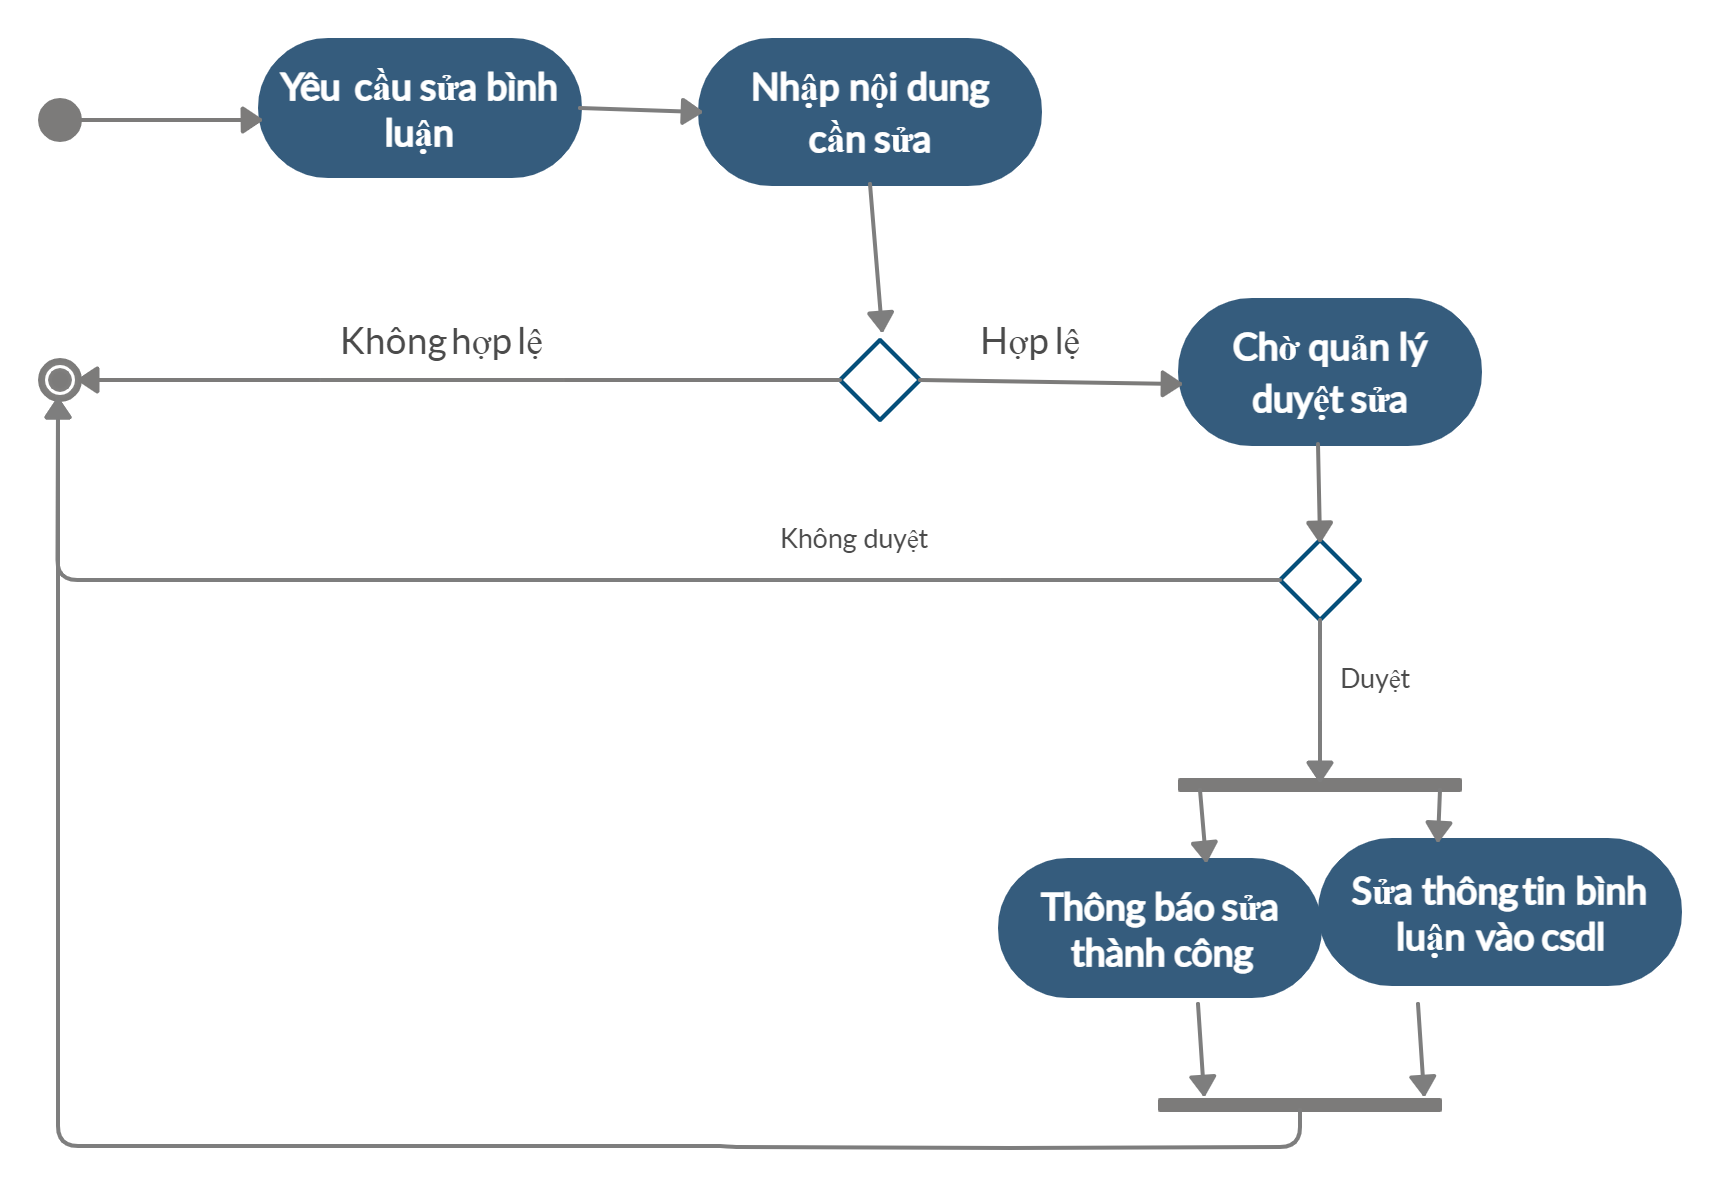 Yêu cầu sửa bình
luận
Nhập nội dung
cần sửa
Không hợp lệ
Hợp lệ
Chờ quản lý
duyệt sửa
Không duyệt
Duyệt
Thông báo sửa
thành công
Sửa thông tin bình
luận vào csdl